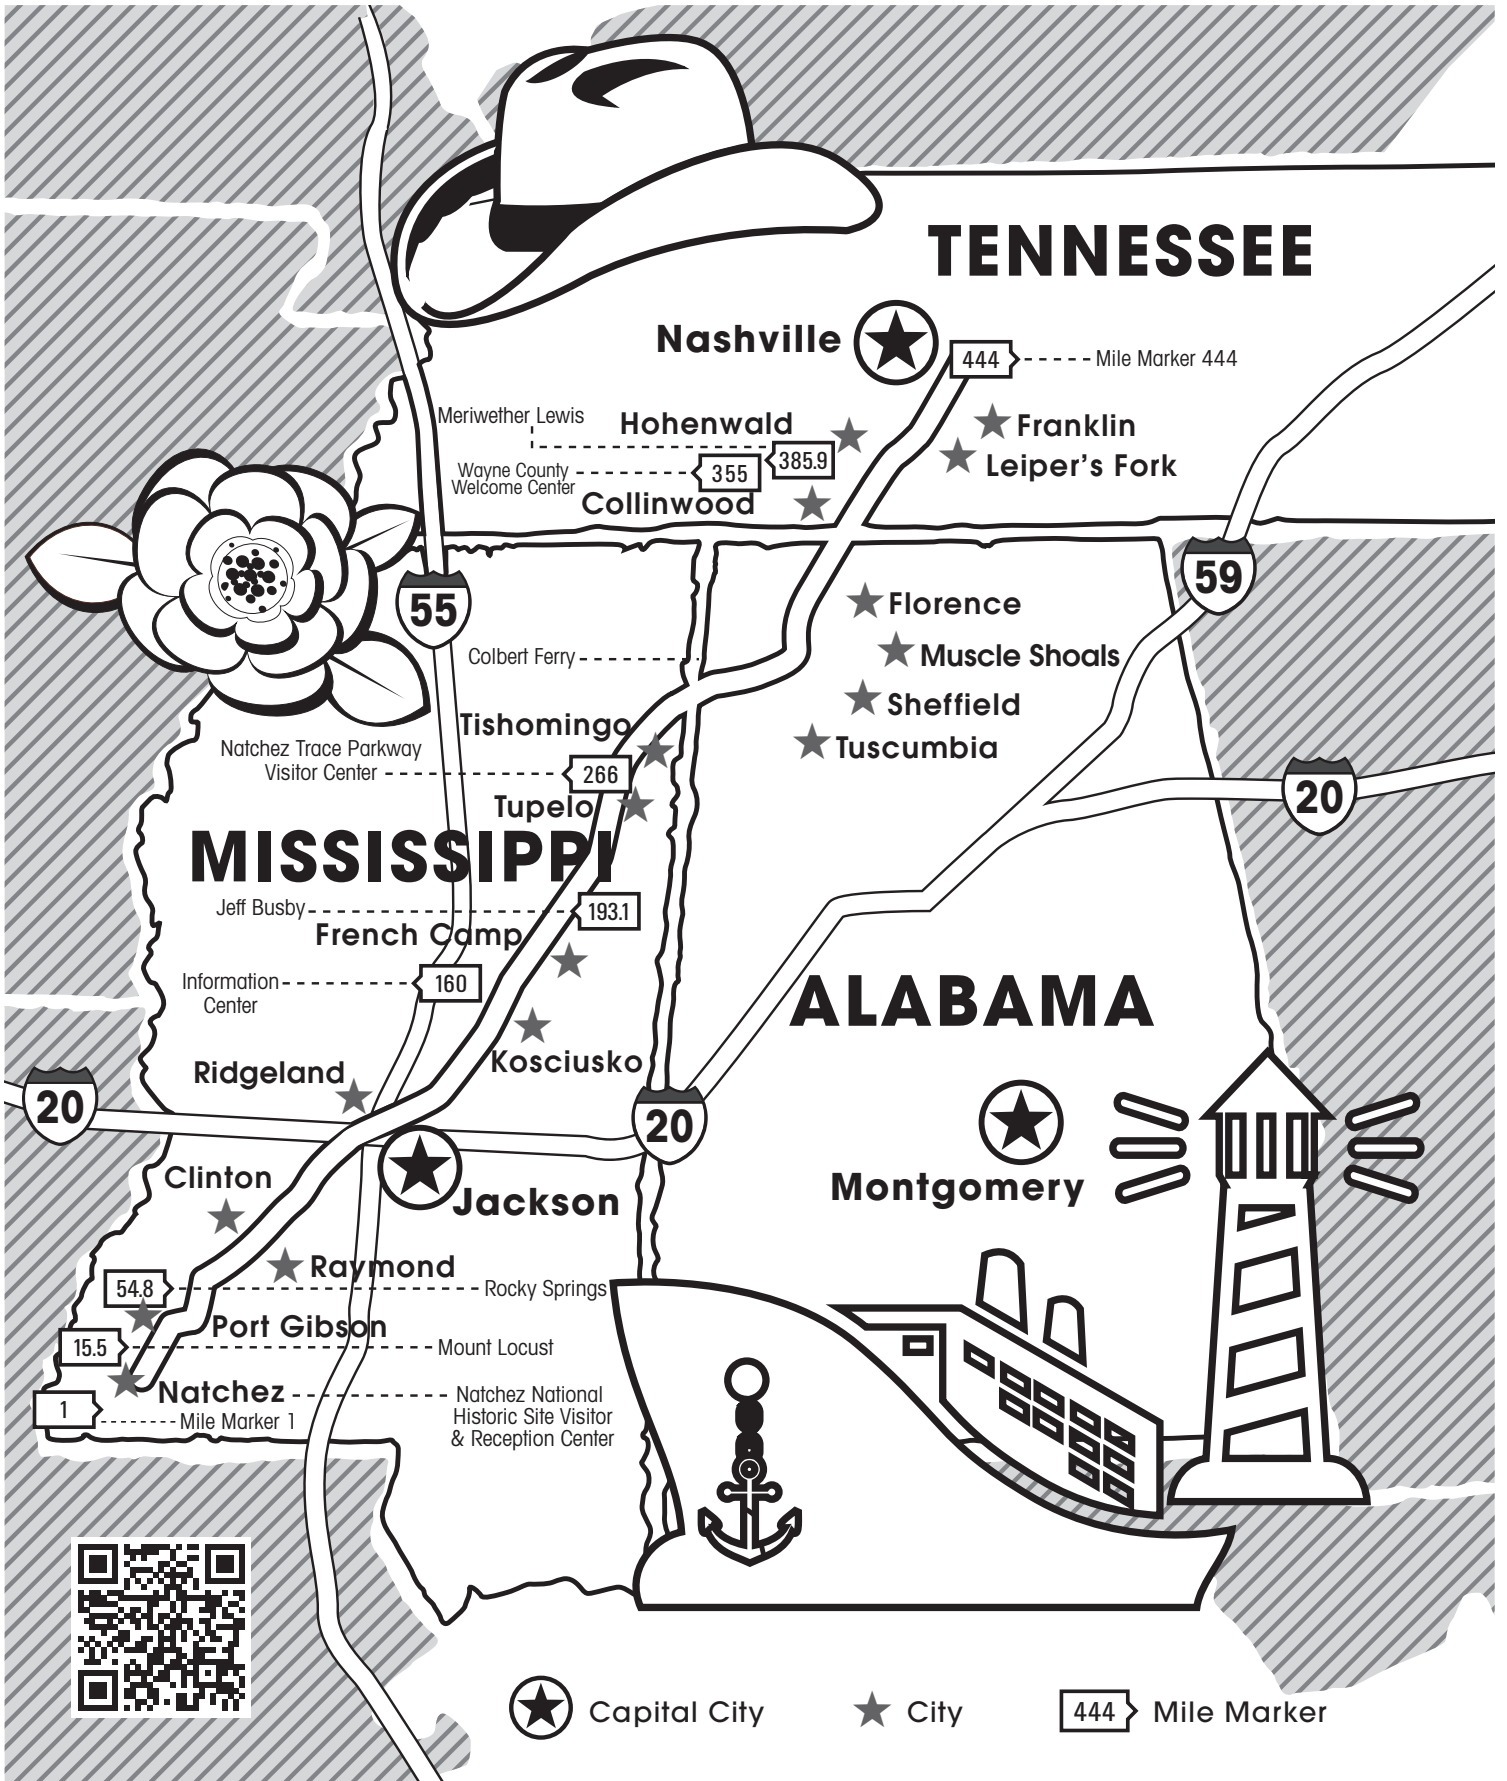 TENNESSEE
Nashville
444
Mile Marker 444
Meriwether Lewis
Hohenwald
Franklin
385.9
Leiper's Fork
Wayne County
Welcome Center
355
Collinwood
59
55
Florence
Colbert Ferry
Muscle Shoals
Sheffield
Tishomingo
Tuscumbia
Natchez Trace Parkway
Visitor Center
266
20
Tupelo
MISSISSIPPI
Jeff Busby
193.1
French Camp
Information
Center
160
ALABAMA
Kosciusko
Ridgeland
20
20
Clinton
Jackson
Montgomery
Raymond
54.8
Rocky Springs
Port Gibson
15.5
Mount Locust
Natchez
Natchez National
Historic Site Visitor
& Reception Center
1
Mile Marker 1
Capital City
City
444
Mile Marker